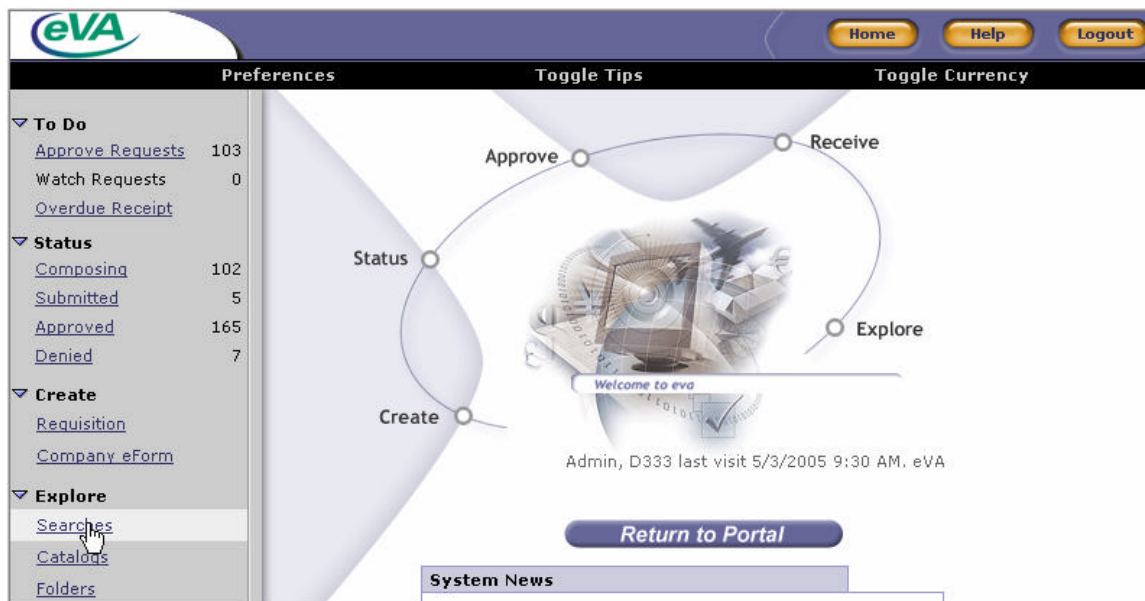 eVA
Home Help Logout
Preferences Toggle Tips Toggle Currency
To Do
Approve Requests 103
Watch Requests 0
Overdue Receipt
Status
Composing 102
Submitted 5
Approved 165
Denied 7
Create
Requisition
Company eForm
Explore
Searches
Catalogs
Folders
Receive
Approve
Status
Explore
Create
Welcome to eva
Admin, D333 last visit 5/3/2005 9:30 AM. eVA
Return to Portal
System News